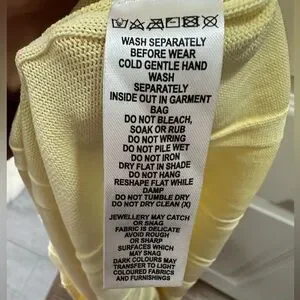 WASH SEPARATELY
BEFORE WEAR
COLD GENTLE HAND
WASH
SEPARATELY
INSIDE OUT IN GARMENT
BAG
DO NOT BLEACH,
SOAK OR RUB
DO NOT WRING
DO NOT PILE WET
DO NOT IRON
DRY FLAT IN SHADE
DO NOT HANG
RESHAPE FLAT WHILE
DAMP
DO NOT TUMBLE DRY
DO NOT DRY CLEAN (X)
JEWELLERY MAY CATCH
OR SNAG
FABRIC IS DELICATE
AVOID ROUGH
OR SHARP
SURFACES WHICH
MAY SNAG
DARK COLOURS MAY
TRANSFER TO LIGHT
COLOURED FABRICS
AND FURNISHINGS